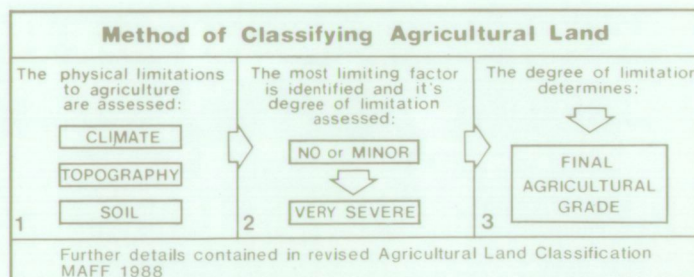 Method of Classifying Agricultural Land
The physical limitations
to agriculture
are assessed:
CLIMATE
TOPOGRAPHY
SOIL
1
The most limiting factor
is identified and it's
degree of limitation
assessed:
NO or MINOR
VERY SEVERE
2
The degree of limitation
determines:
FINAL
AGRICULTURAL
GRADE
3
Further details contained in revised Agricultural Land Classification
MAFF 1988